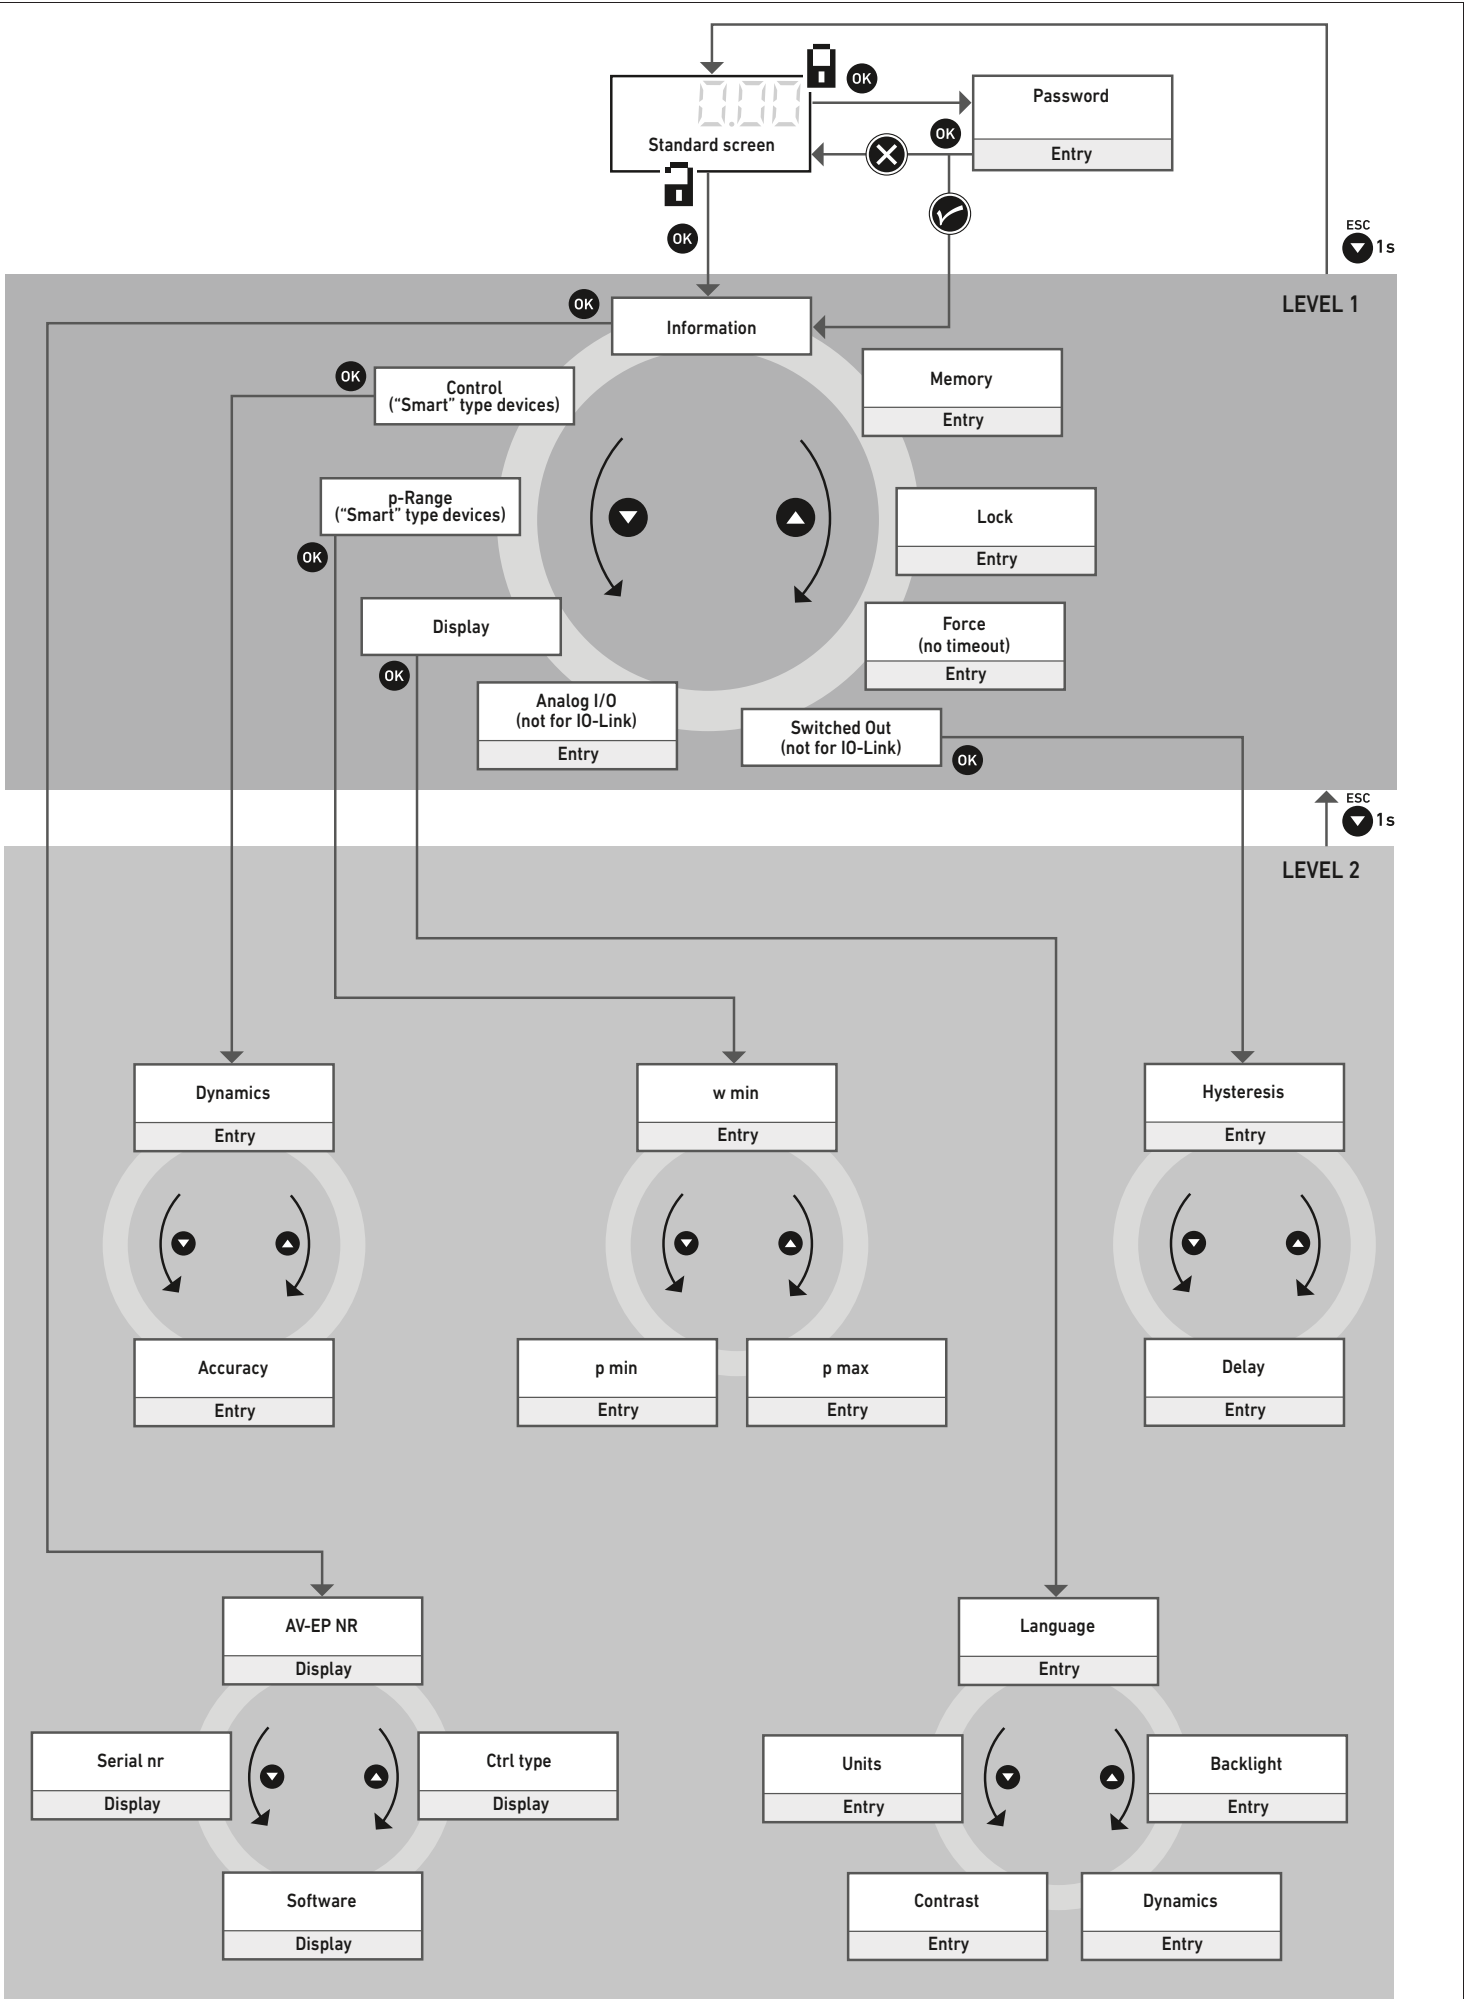 OK
0.00
Password
OK
Standard screen
Entry
ESC
1s
OK
LEVEL 1
OK
Information
OK
Control
(“Smart” type devices)
Memory
Entry
p-Range
(“Smart” type devices)
OK
Lock
Entry
Display
OK
Force
(no timeout)
Entry
Analog I/O
(not for IO-Link)
Entry
Switched Out
(not for IO-Link)
OK
ESC
1s
LEVEL 2
Dynamics
Entry
w min
Entry
Hysteresis
Entry
Accuracy
Entry
p min
Entry
p max
Entry
Delay
Entry
AV-EP NR
Display
Language
Entry
Serial nr
Display
Ctrl type
Display
Units
Entry
Backlight
Entry
Software
Display
Contrast
Entry
Dynamics
Entry